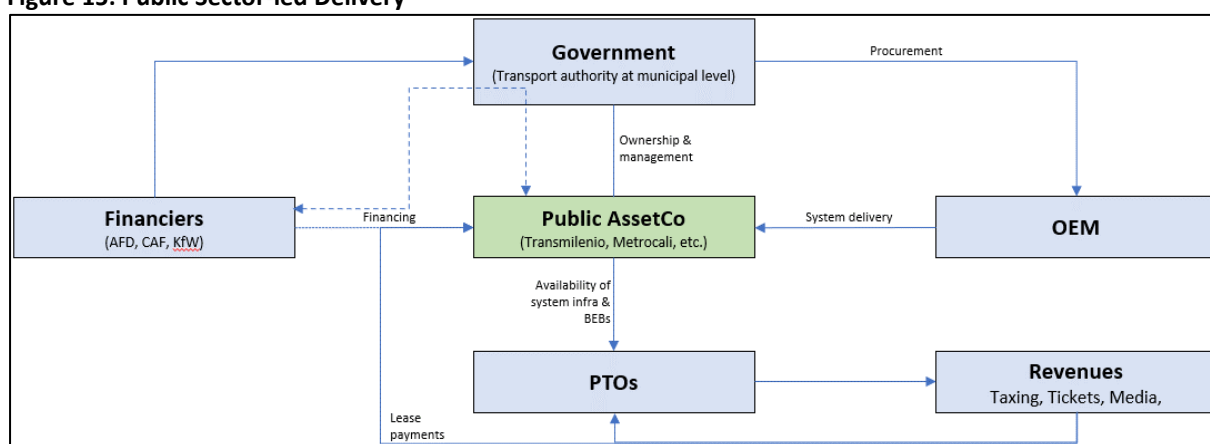 Figure 15: Public Sector-led Delivery
Government
(Transport authority at municipal level)
Procurement
Ownership &
management
Financiers
(AFD, CAF, KfW)
Financing
Public AssetCo
(Transmilenio, Metrocali, etc.)
System delivery
OEM
Availability of
system infra &
BEBs
PTOs
Revenues
Taxing, Tickets, Media,
Lease
payments